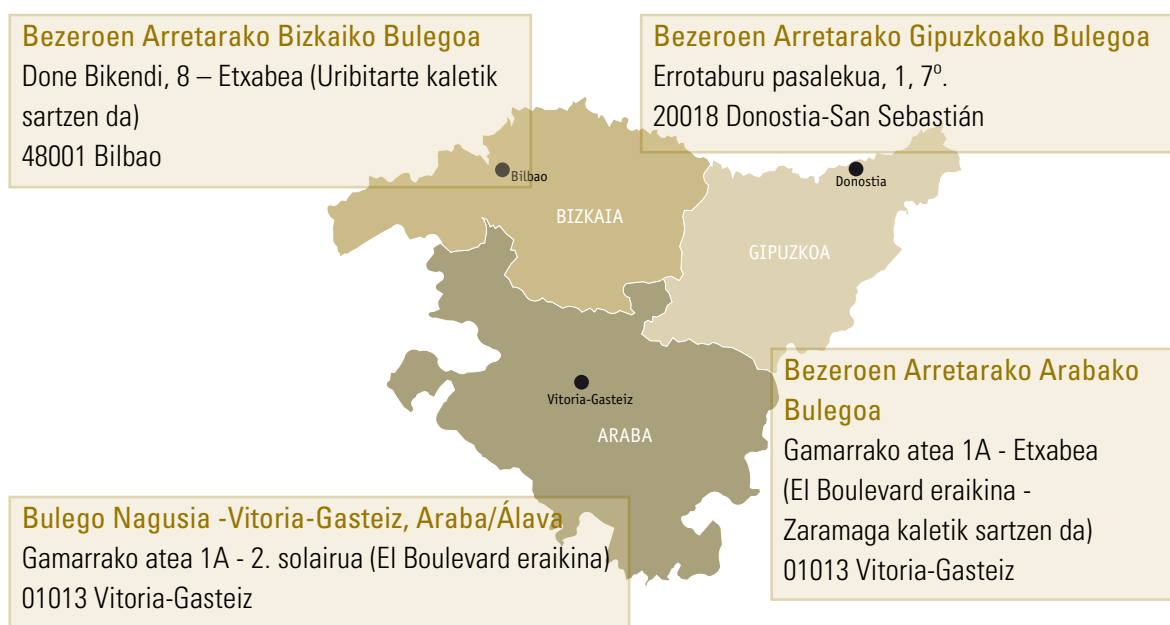 Bezeroen Arretarako Bizkaiko Bulegoa
Done Bikendi, 8 – Etxabea (Uribitarte kaletik
sartzen da)
48001 Bilbao
Bezeroen Arretarako Gipuzkoako Bulegoa
Errotaburu pasalekua, 1, 7º.
20018 Donostia-San Sebastián
Bilbao
Donostia
BIZKAIA
GIPUZKOA
Vitoria-Gasteiz
ARABA
Bezeroen Arretarako Arabako
Bulegoa
Gamarrako atea 1A - Etxabea
(El Boulevard eraikina -
Zaramaga kaletik sartzen da)
01013 Vitoria-Gasteiz
Bulego Nagusia -Vitoria-Gasteiz, Araba/Álava
Gamarrako atea 1A - 2. solairua (El Boulevard eraikina)
01013 Vitoria-Gasteiz